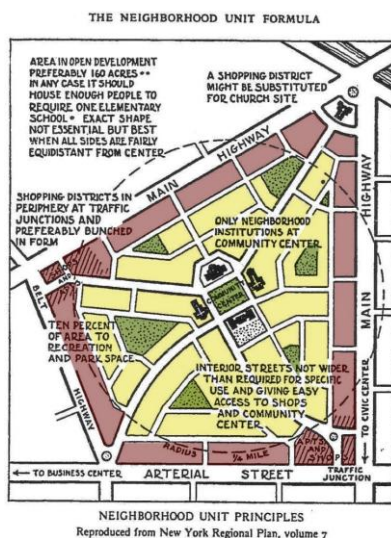 THE NEIGHBORHOOD UNIT FORMULA
AREA IN OPEN DEVELOPMENT
PREFERABLY 160 ACRES **
IN ANY CASE IT SHOULD
HOUSE ENOUGH PEOPLE TO
REQUIRE ONE ELEMENTARY
SCHOOL * EXACT SHAPE
NOT ESSENTIAL BUT BEST
WHEN ALL SIDES ARE FAIRLY
EQUIDISTANT FROM CENTER
A SHOPPING DISTRICT
MIGHT BE SUBSTITUTED
FOR CHURCH SITE
MAIN HIGHWAY
SHOPPING DISTRICTS IN
PERIPHERY AT TRAFFIC
JUNCTIONS AND
PREFERABLY BUNCHED
IN FORM
ONLY NEIGHBORHOOD
INSTITUTIONS AT
COMMUNITY CENTER
HIGHWAY
MAIN
COMMUNITY
CENTER
BELT
HIGHWAY
TEN PERCENT
OF AREA TO
RECREATION
AND PARK SPACE
INTERIOR STREETS NOT WIDER
THAN REQUIRED FOR SPECIFIC
USE AND GIVING EASY
ACCESS TO SHOPS
AND COMMUNITY
CENTER
TO CIVIC CENTER
RADIUS
1/4 MILE
APTS
AND
SHOPS
TO BUSINESS CENTER
ARTERIAL STREET
TRAFFIC
JUNCTION
NEIGHBORHOOD UNIT PRINCIPLES
Reproduced from New York Regional Plan, volume 7